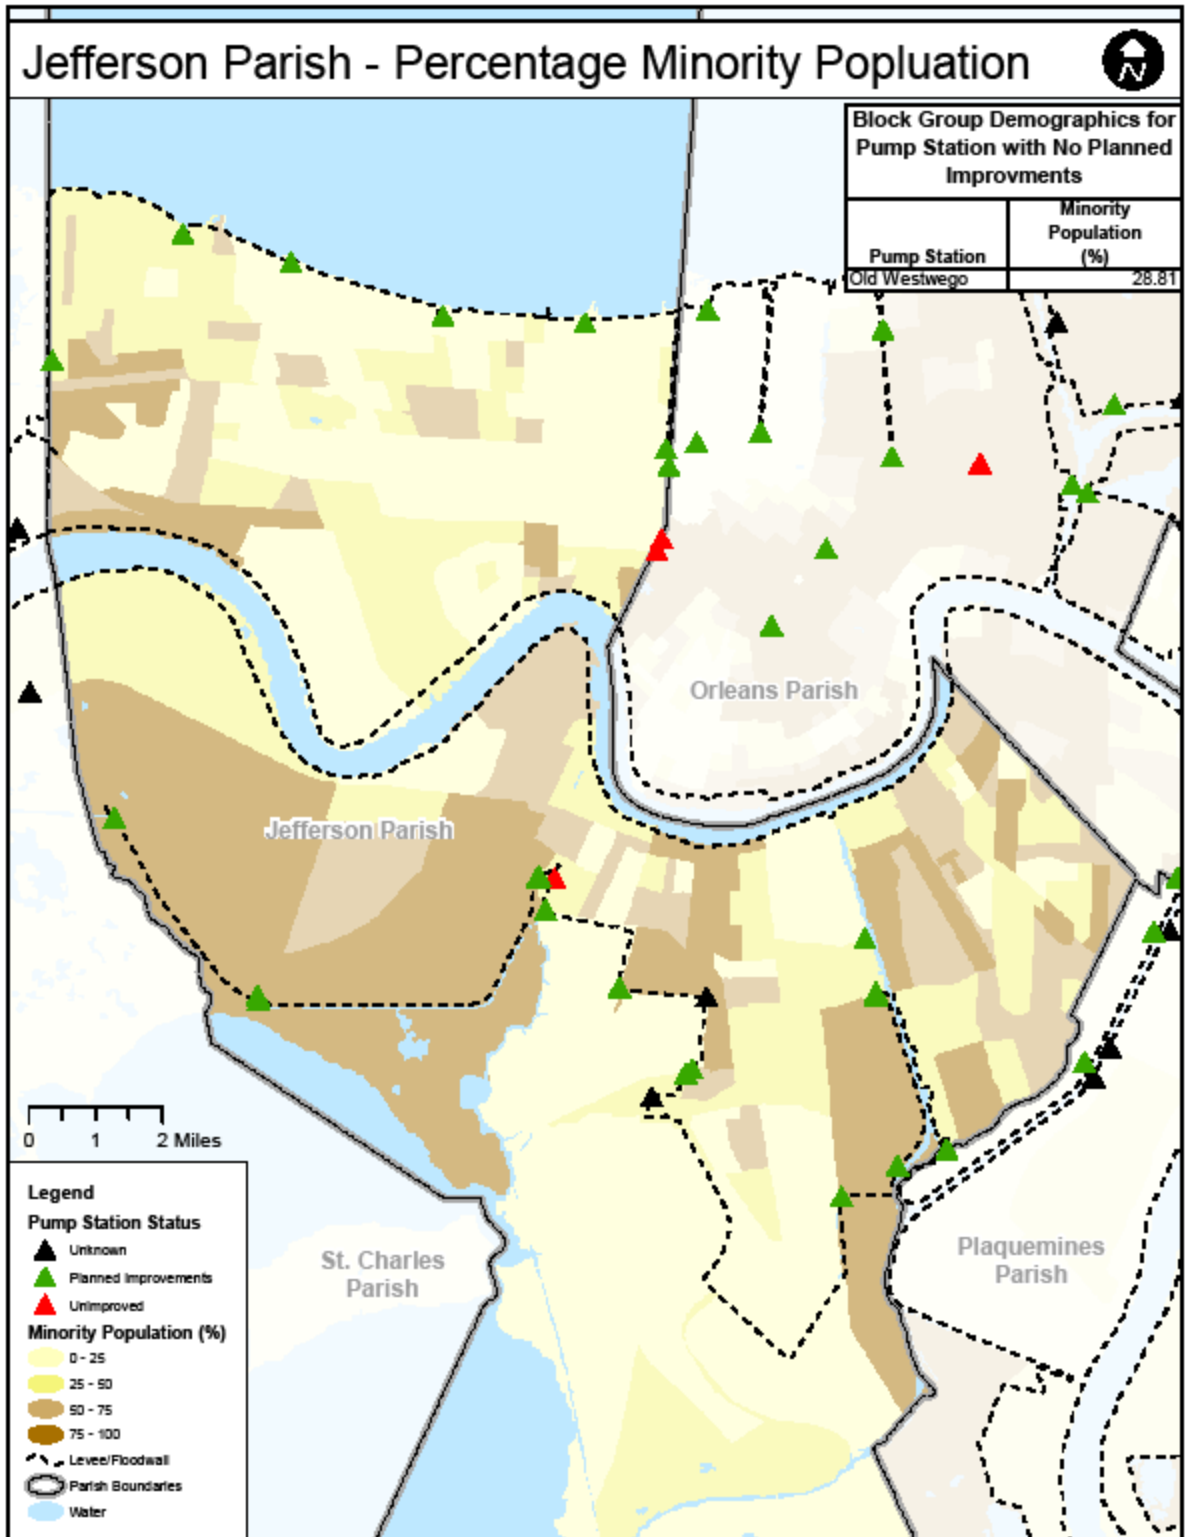 Jefferson Parish - Percentage Minority Popluation
N
Block Group Demographics for
Pump Station with No Planned
Improvments
Pump Station
Minority
Population
(%)
Old Westwego 28.81
Orleans Parish
Jefferson Parish
St. Charles
Parish
Plaquemines
Parish
0 1 2 Miles
Legend
Pump Station Status
Unknown
Planned Improvements
Unimproved
Minority Population (%)
0 - 25
25 - 50
50 - 75
75 - 100
Levee/Floodwall
Parish Boundaries
Water